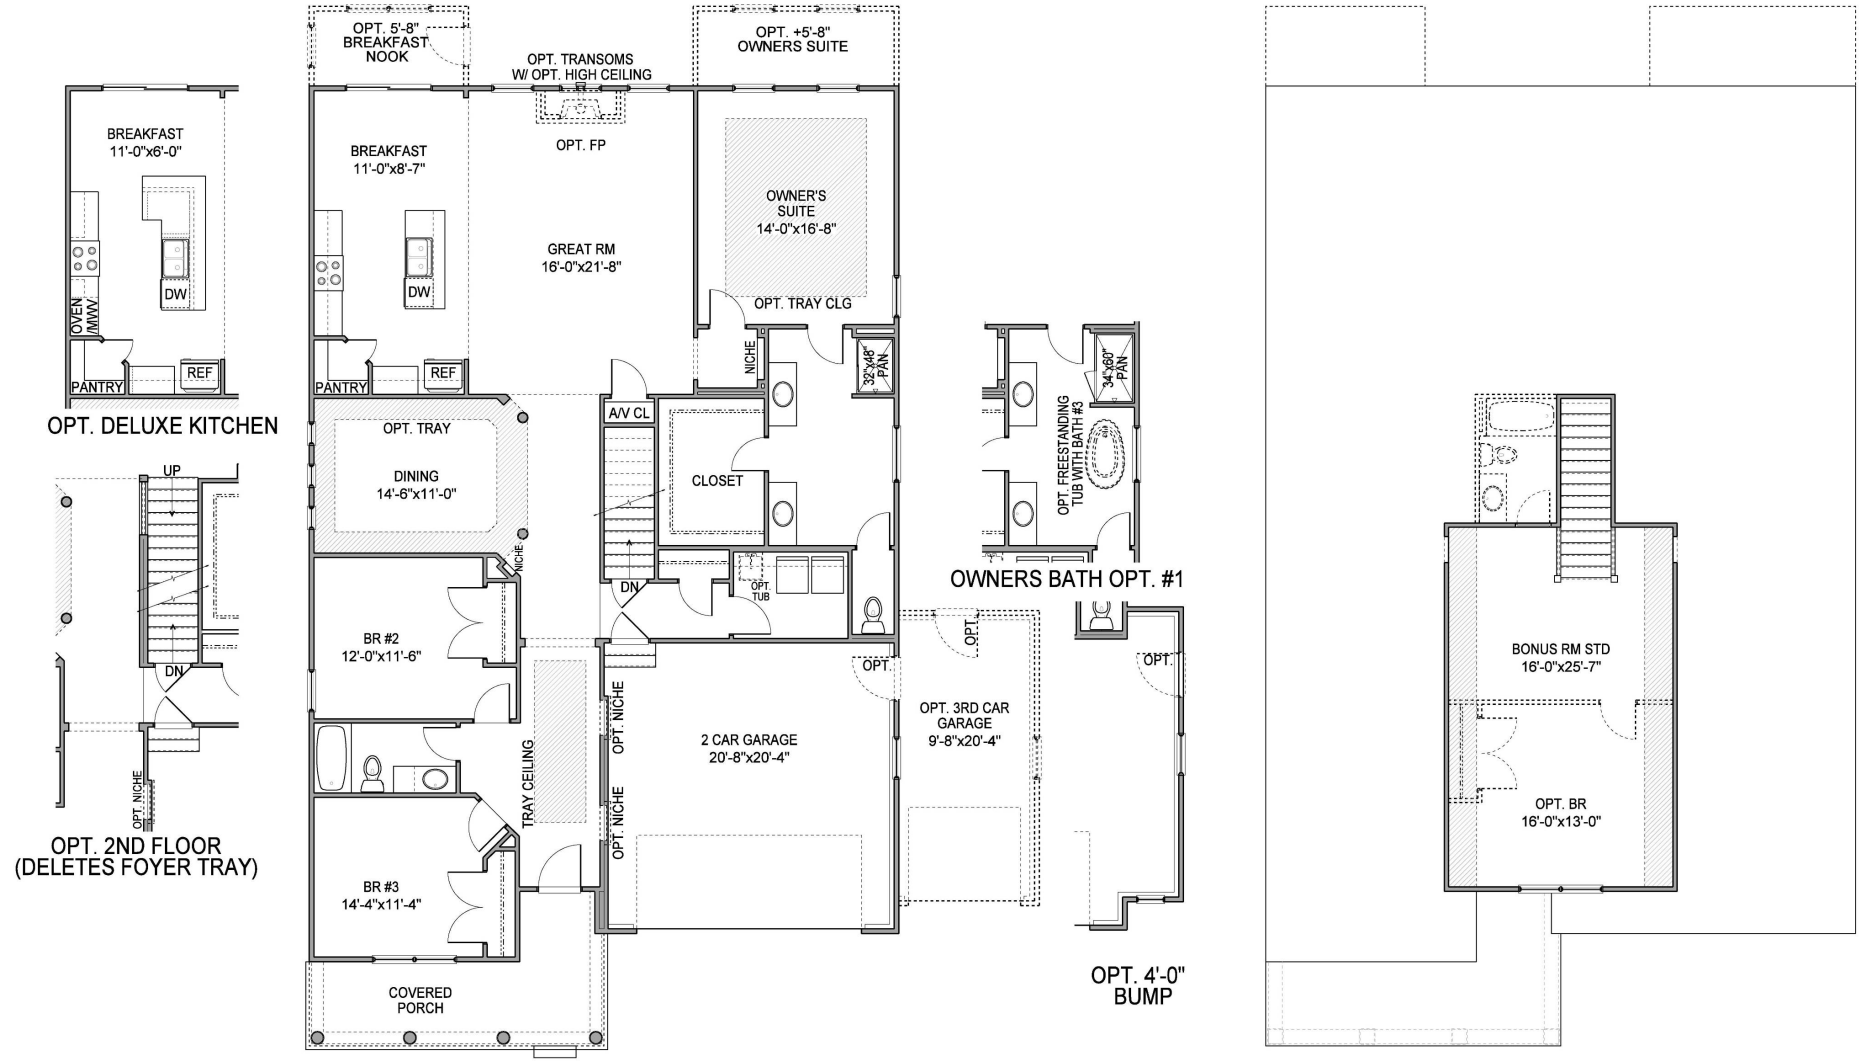 BREAKFAST
11'-0"x6'-0"
DW
OVEN
/MWV
PANTRY
REF
OPT. DELUXE KITCHEN
UP
DN
OPT. NICHE
OPT. 2ND FLOOR
(DELETES FOYER TRAY)
OPT. 5'-8"
BREAKFAST
NOOK
OPT. TRANSOMS
W/ OPT. HIGH CEILING
OPT. +5'-8"
OWNERS SUITE
OPT. FP
BREAKFAST
11'-0"x8'-7"
GREAT RM
16'-0"x21'-8"
OWNER'S
SUITE
14'-0"x16'-8"
OPT. TRAY CLG
DW
PANTRY
REF
NICHE
32"x48"
PAN
A/V CL
OPT. TRAY
DINING
14'-6"x11'-0"
NICHE
CLOSET
DN
OPT.
TUB
BR #2
12'-0"x11'-6"
TRAY CEILING
OPT. NICHE
OPT. NICHE
2 CAR GARAGE
20'-8"x20'-4"
OPT.
OPT.
OPT. 3RD CAR
GARAGE
9'-8"x20'-4"
BR #3
14'-4"x11'-4"
COVERED
PORCH
34"x60"
PAN
OPT. FREESTANDING
TUB WITH BATH #3
OWNERS BATH OPT. #1
OPT.
OPT. 4'-0"
BUMP
BONUS RM STD
16'-0"x25'-7"
OPT. BR
16'-0"x13'-0"